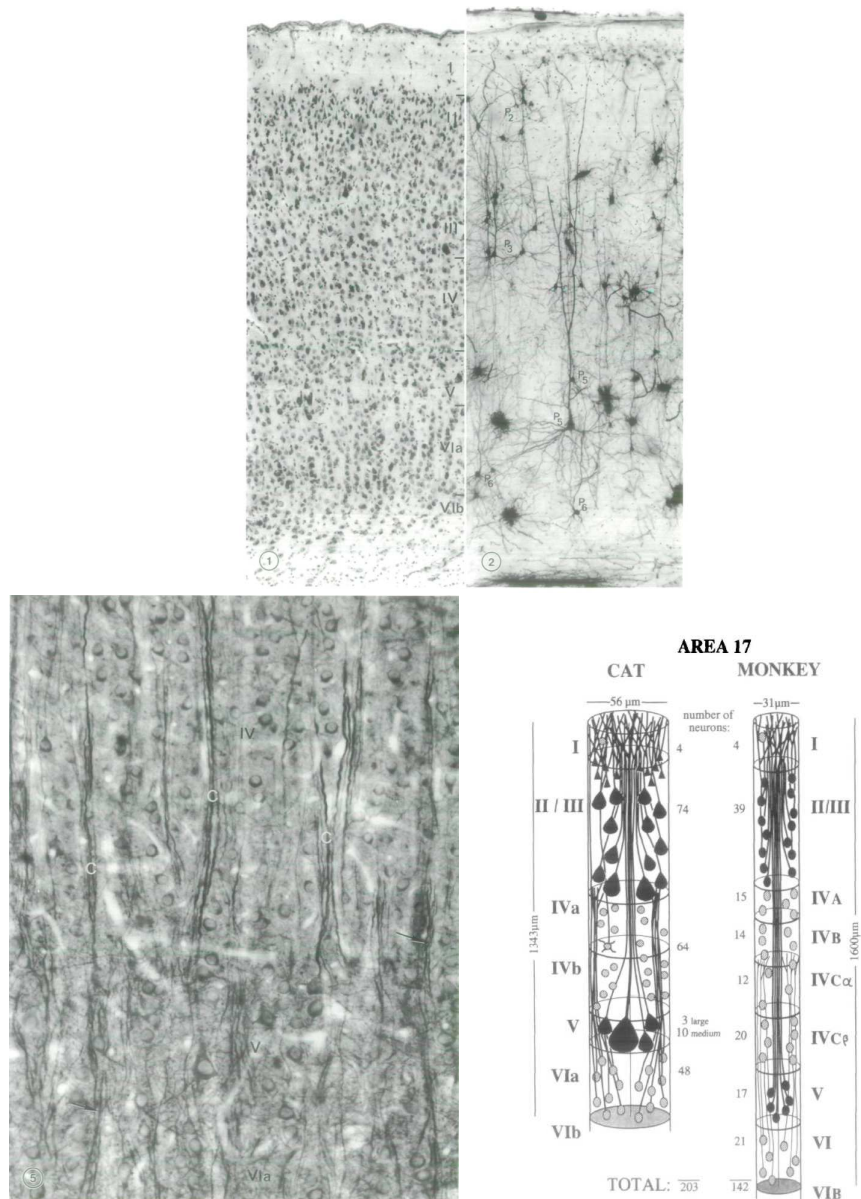 I
II
III
IV
V
VIa
VIb
1
P2
P3
P5
P5
P6
P6
2
IV
C
C
C
V
VIa
5
AREA 17
CAT MONKEY
56 µm 31µm
number of
neurons:
I 4 4 I
II / III 74 39 II/III
IVa 15 IVA
64 14 IVB
IVb 12 IVCα
V 3 large 20 IVCβ
10 medium
VIa 48 17 V
21 VI
VIb
TOTAL: 203 142 VIB
1343µm
1600µm